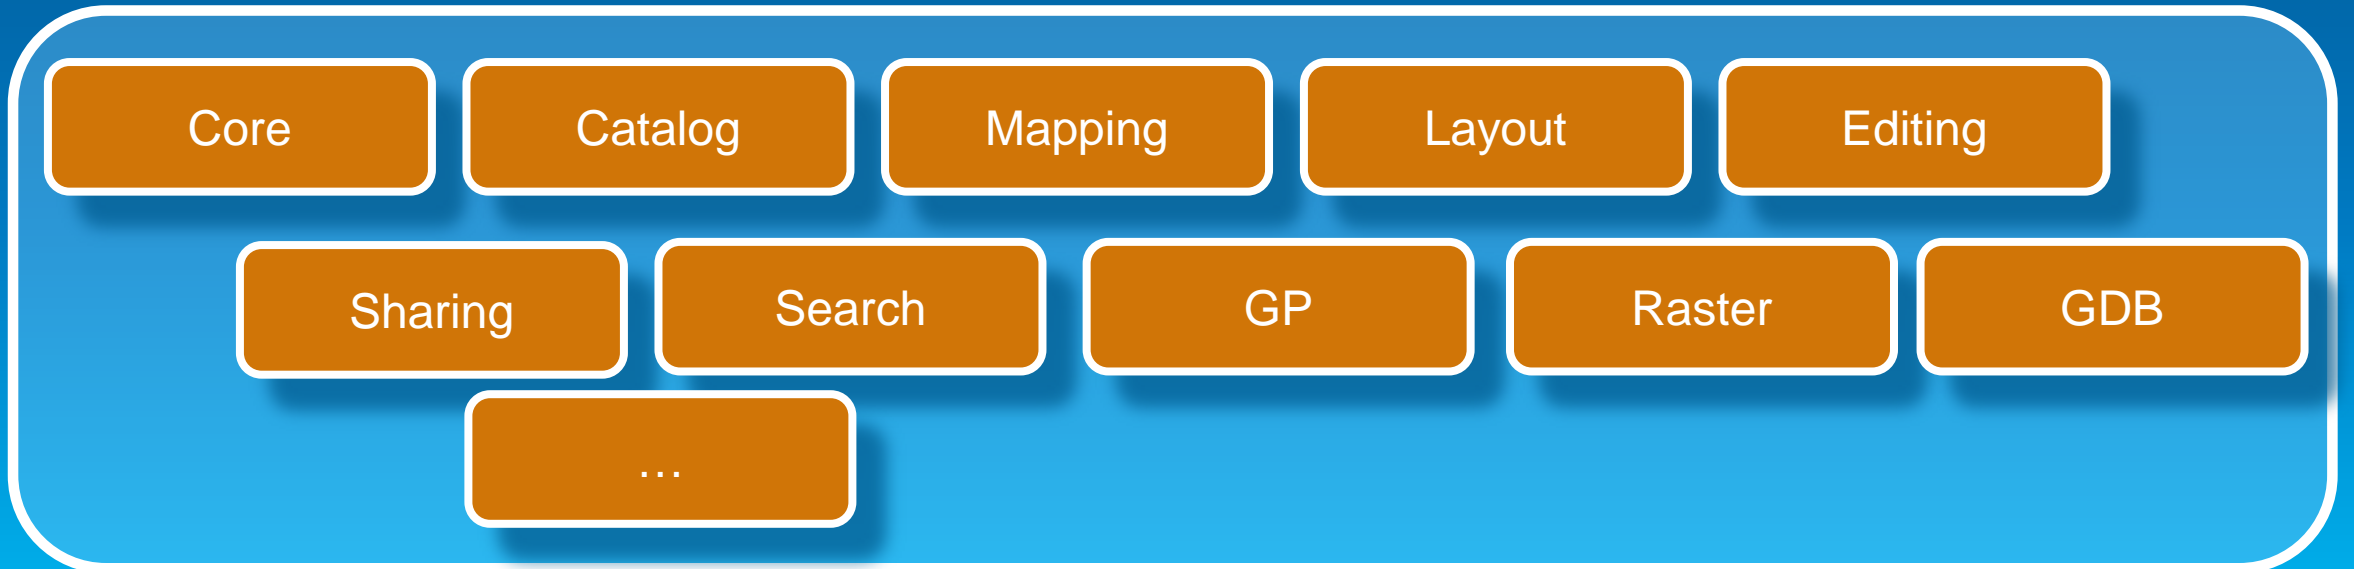 Core
Catalog
Mapping
Layout
Editing
Sharing
Search
GP
Raster
GDB
…